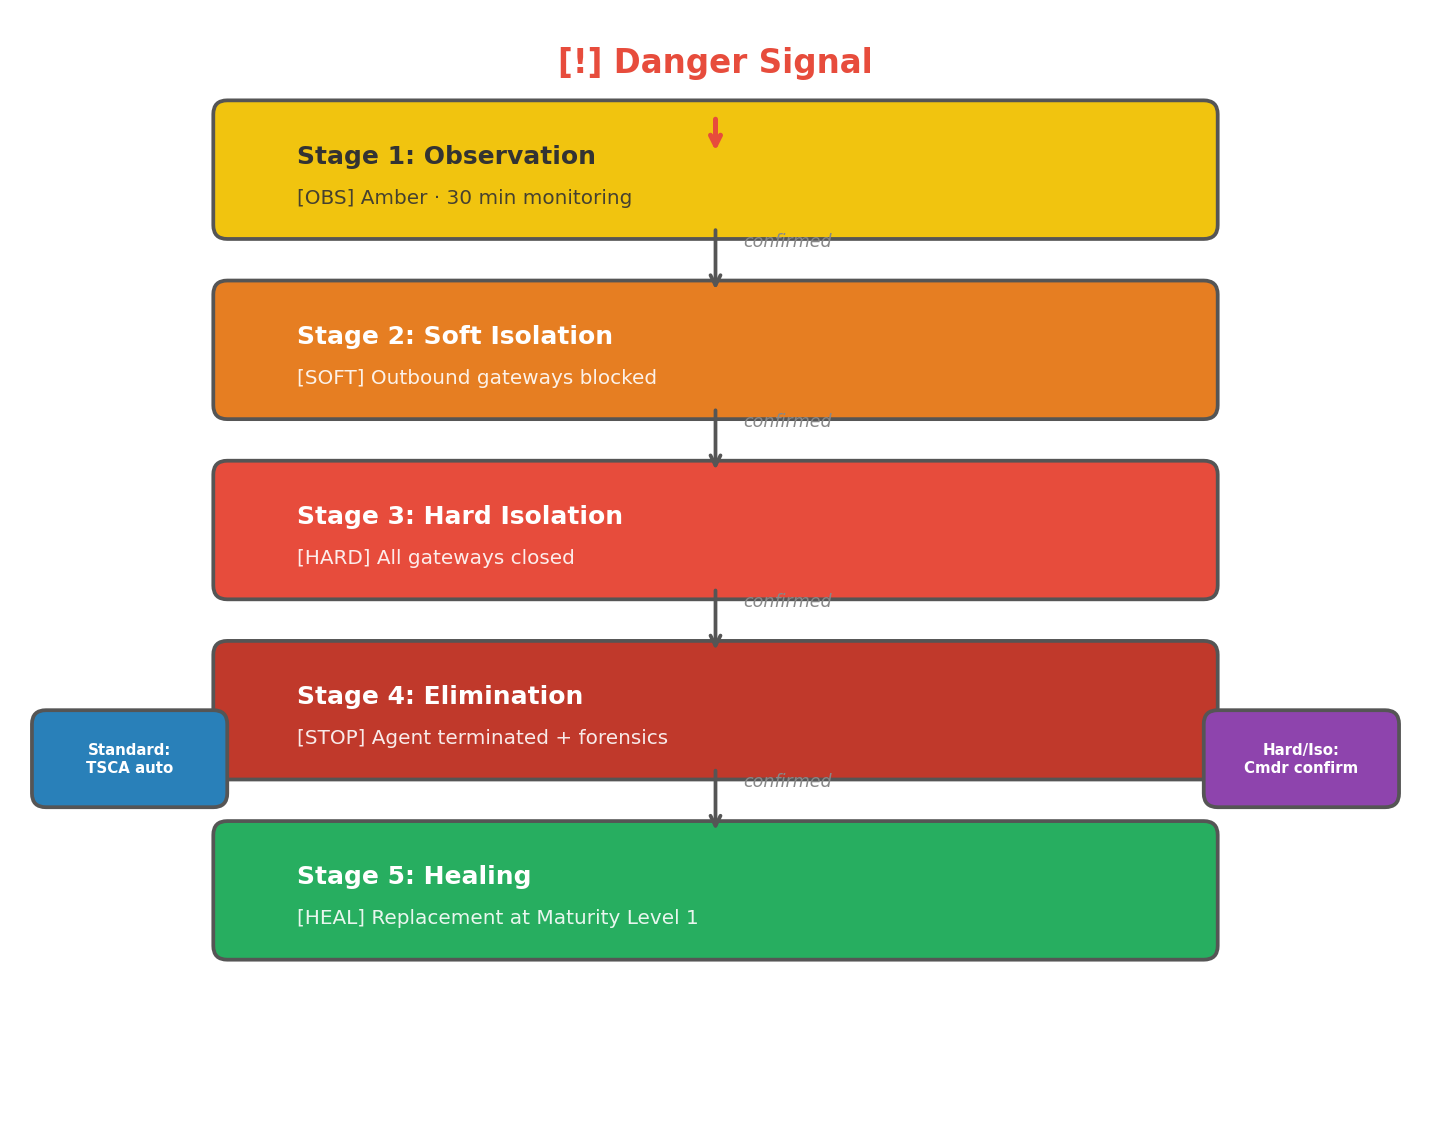 [!] Danger Signal
Stage 1: Observation
[OBS] Amber · 30 min monitoring
confirmed
Stage 2: Soft Isolation
[SOFT] Outbound gateways blocked
confirmed
Stage 3: Hard Isolation
[HARD] All gateways closed
confirmed
Stage 4: Elimination
[STOP] Agent terminated + forensics
Standard:
TSCA auto
Hard/Iso:
Cmdr confirm
confirmed
Stage 5: Healing
[HEAL] Replacement at Maturity Level 1